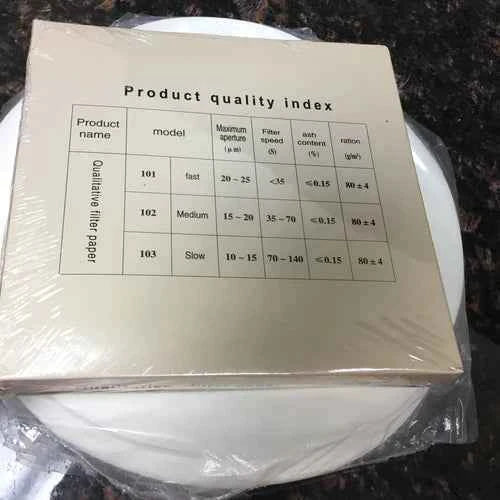 Product quality index
Product name model Maximum aperture (μm) Filter speed (S) ash content (%) ration (g/m²)
Qualitative filter paper
101 fast 20～25 <35 ≤0.15 80±4
102 Medium 15～20 35～70 ≤0.15 80±4
103 Slow 10～15 70～140 ≤0.15 80±4